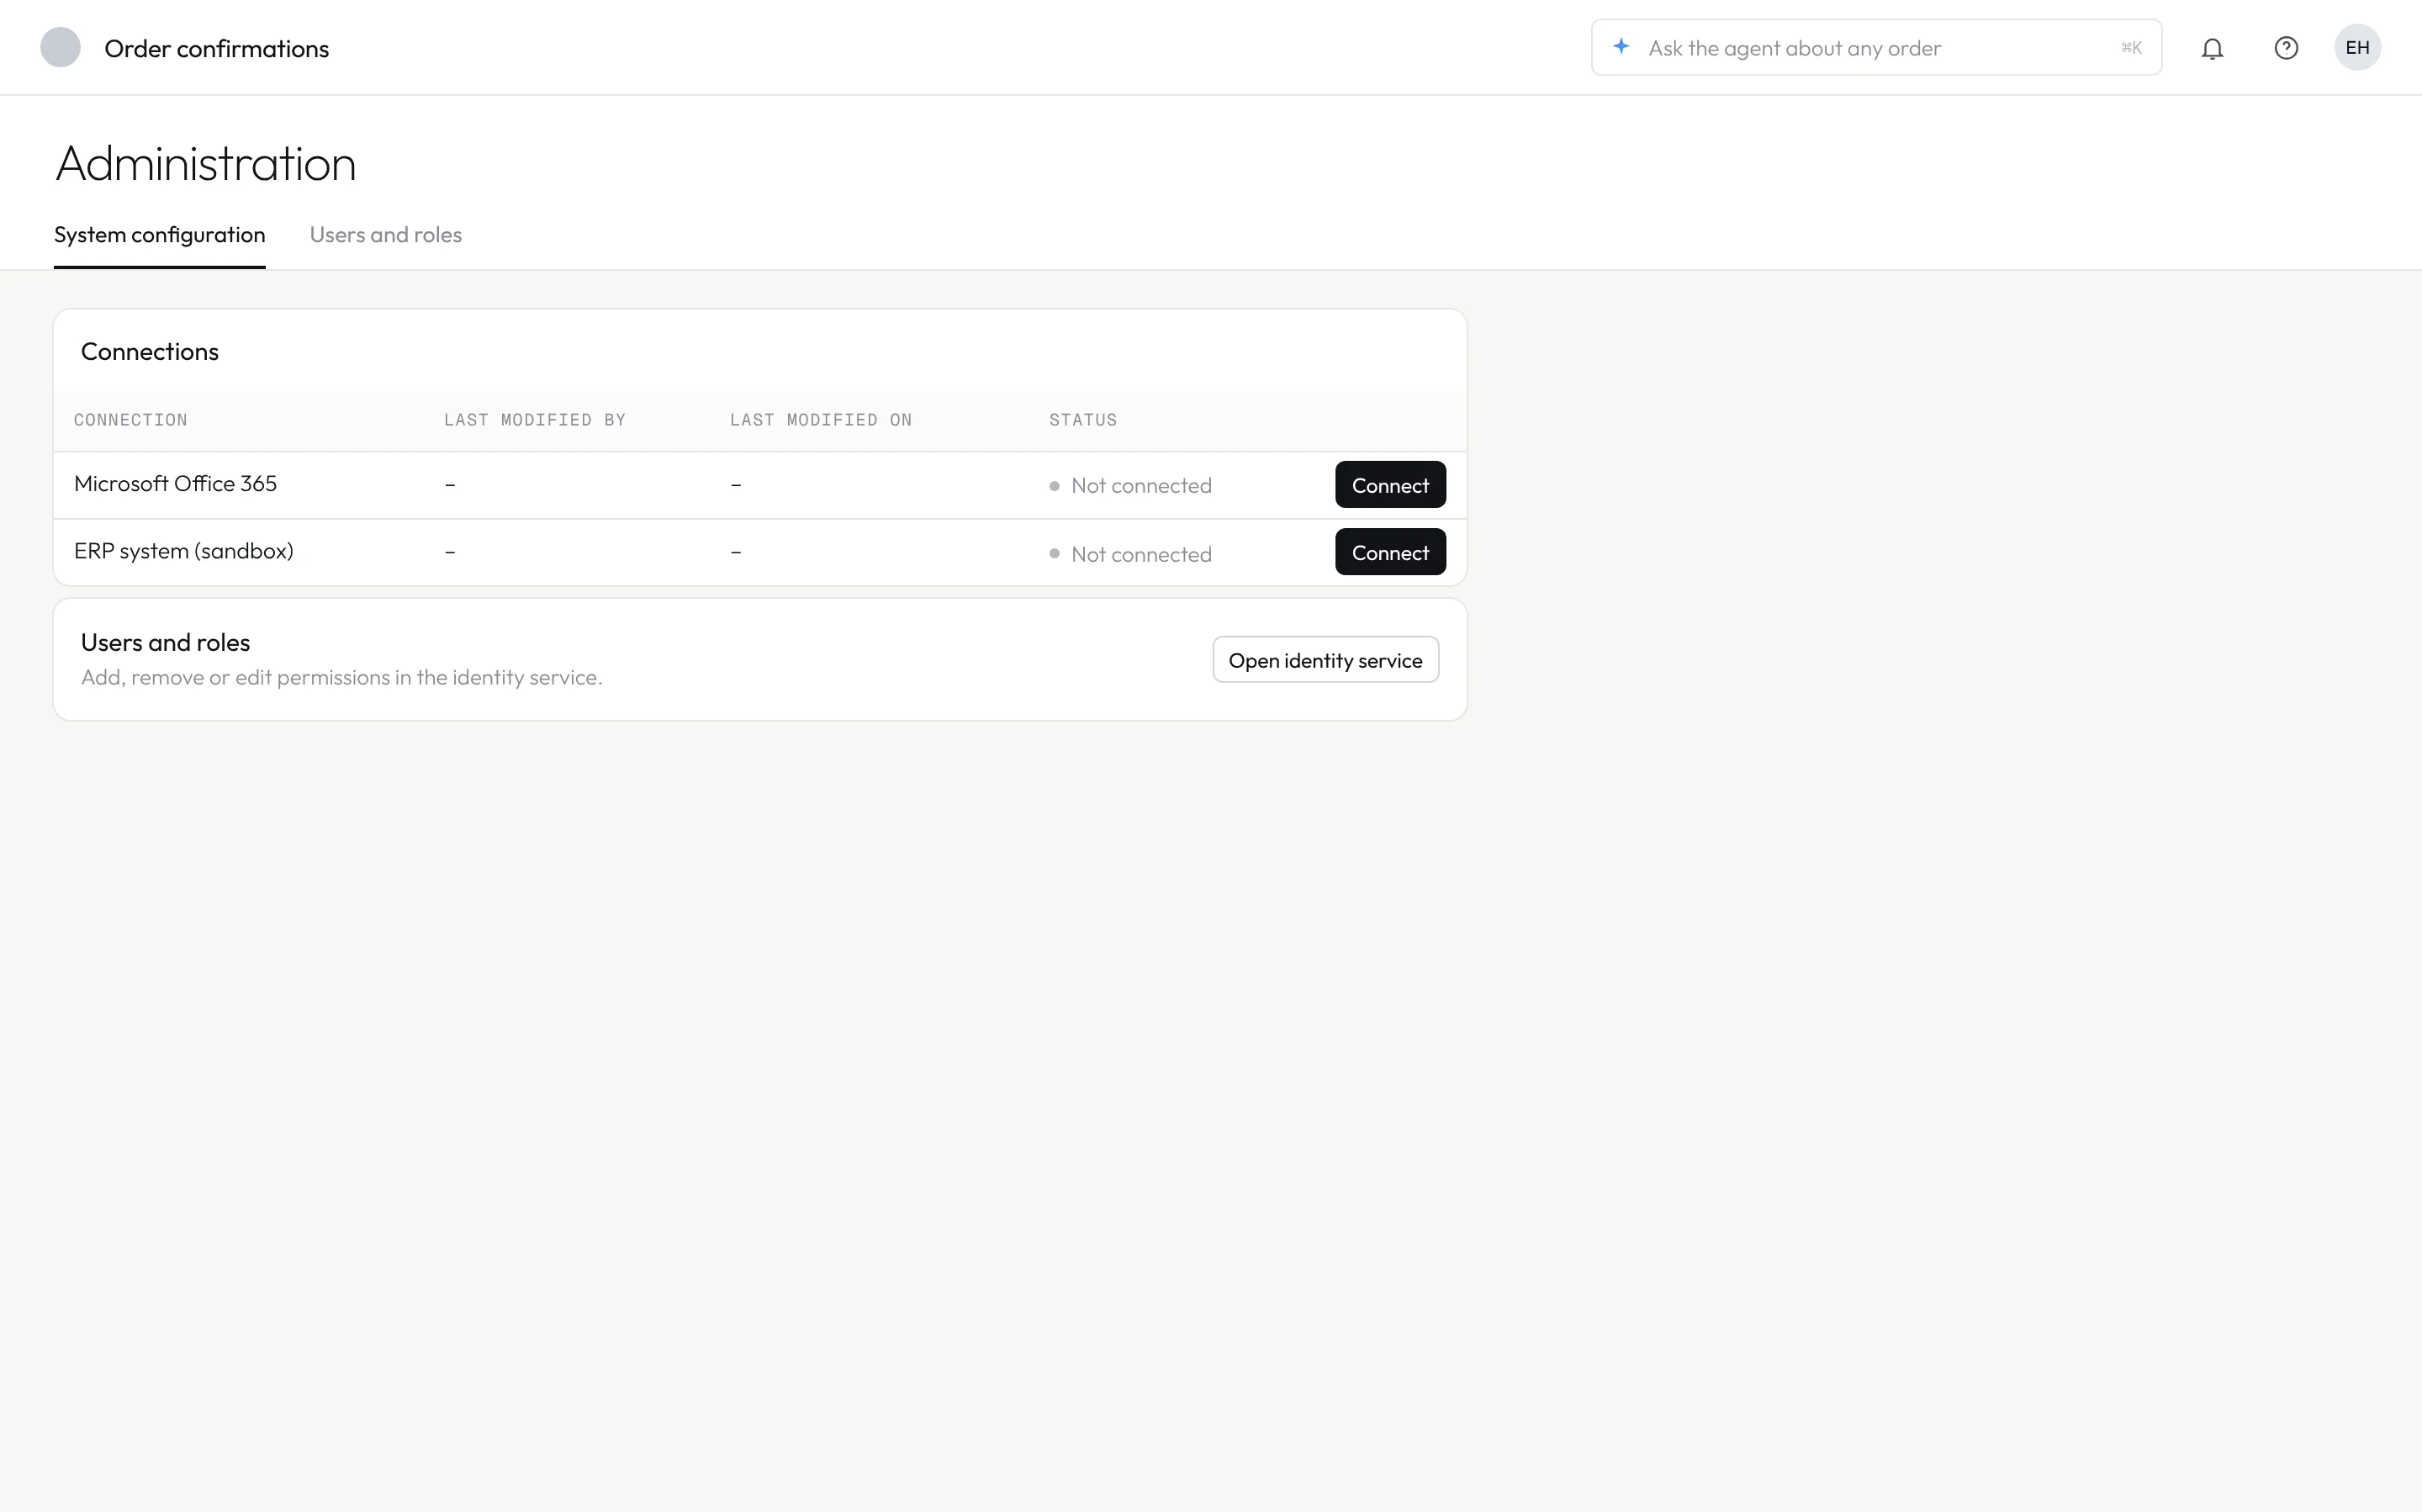 Order confirmations
Ask the agent about any order ⌘K
EH
Administration
System configuration Users and roles
Connections
CONNECTION LAST MODIFIED BY LAST MODIFIED ON STATUS
Microsoft Office 365 – – Not connected Connect
ERP system (sandbox) – – Not connected Connect
Users and roles
Add, remove or edit permissions in the identity service.
Open identity service